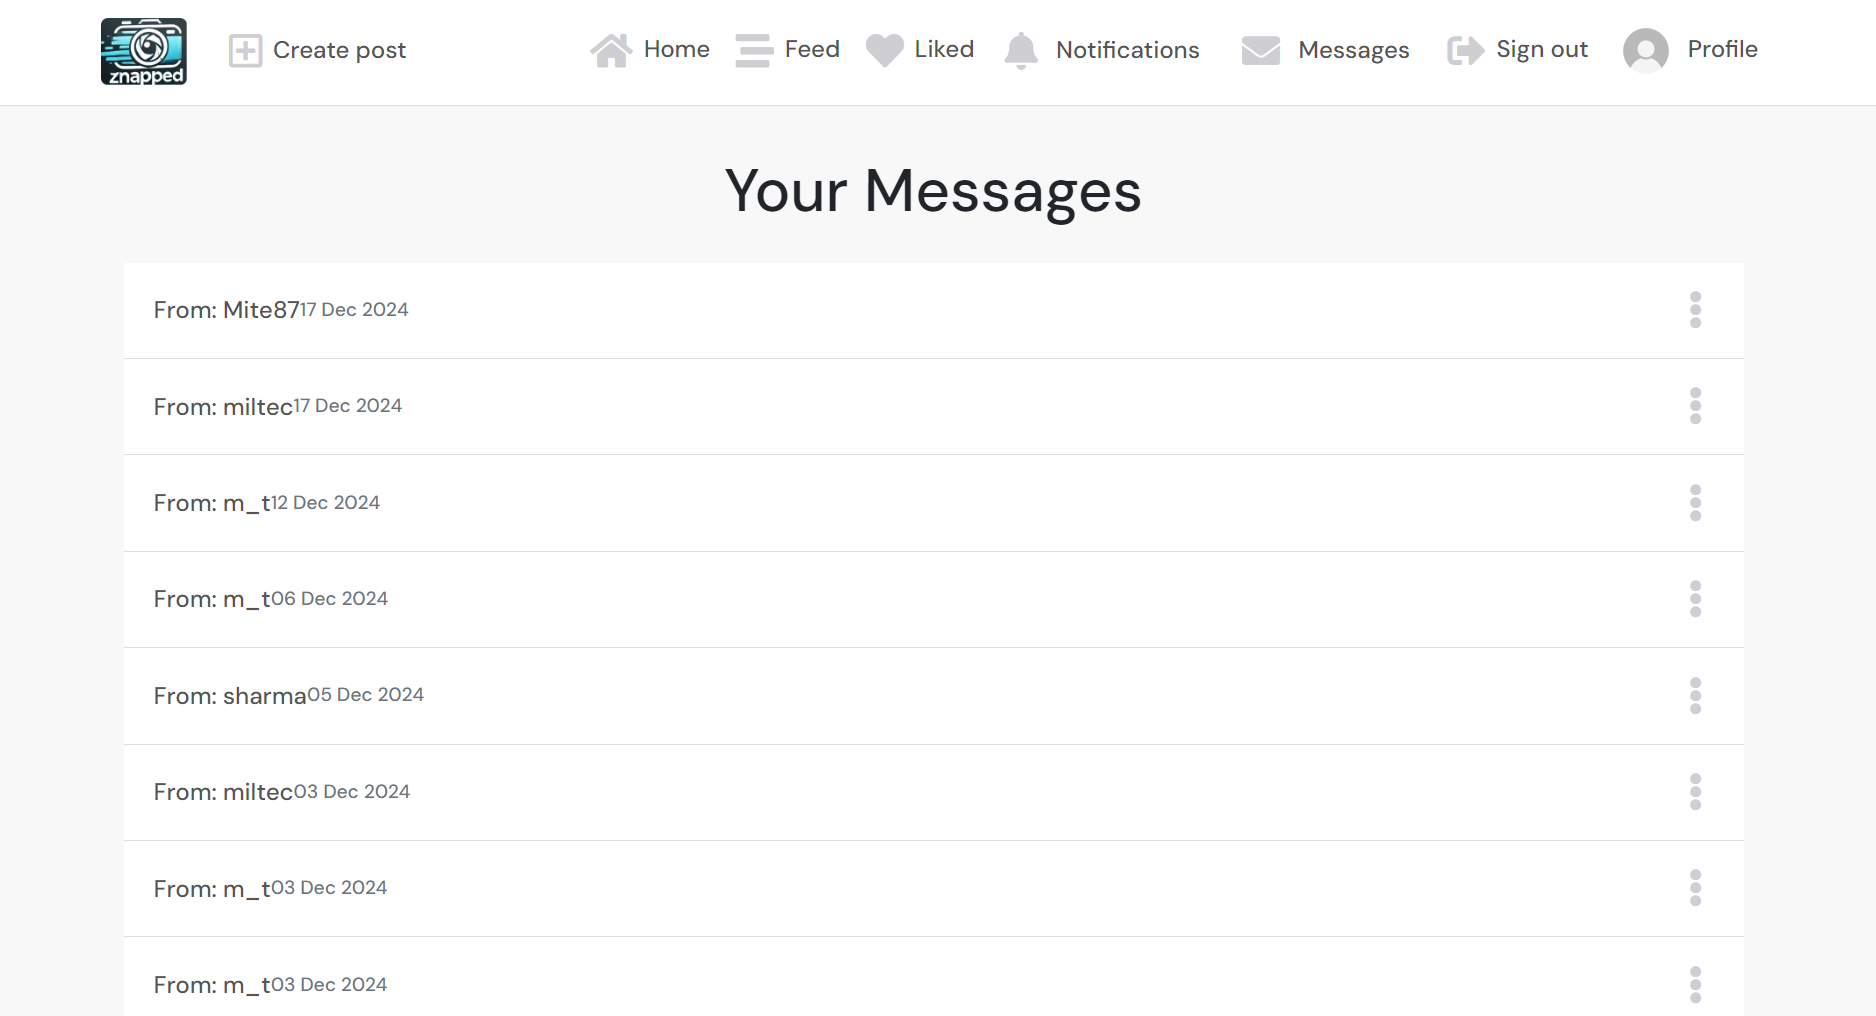 znapped
Create post
Home
Feed
Liked
Notifications
Messages
Sign out
Profile
Your Messages
From: Mite8717 Dec 2024
From: miltec17 Dec 2024
From: m_t12 Dec 2024
From: m_t06 Dec 2024
From: sharma05 Dec 2024
From: miltec03 Dec 2024
From: m_t03 Dec 2024
From: m_t03 Dec 2024